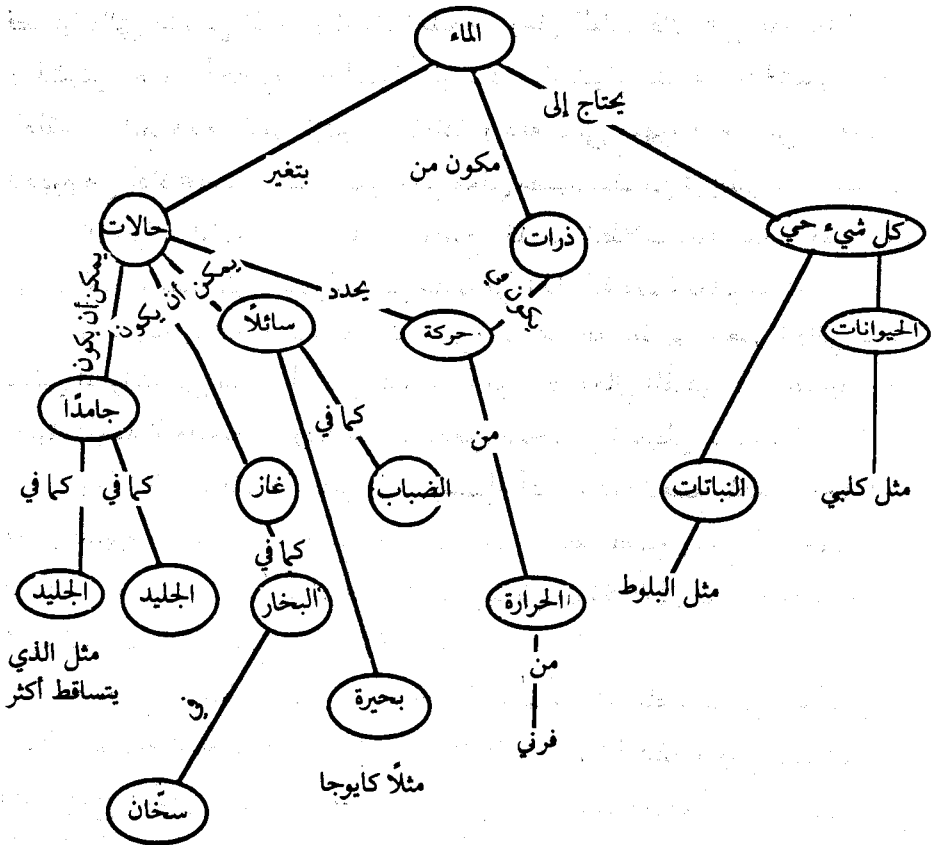 الماء
يحتاج إلى
مكون من
بتغير
كل شيء حي
ذرات
حالات
يكون في
يحدد
يمكن أن يكون
يمكن أن يكون
الحيوانات
حركة
سائلًا
جامدًا
من
كما في
مثل كلبي
النباتات
الضباب
غاز
كما في
كما في
كما في
مثل البلوط
الحرارة
البخار
الجليد
الجليد
من
مثل الذي
يتساقط أكثر
بحيرة
في
فرني
مثلًا كايوجا
سخّان